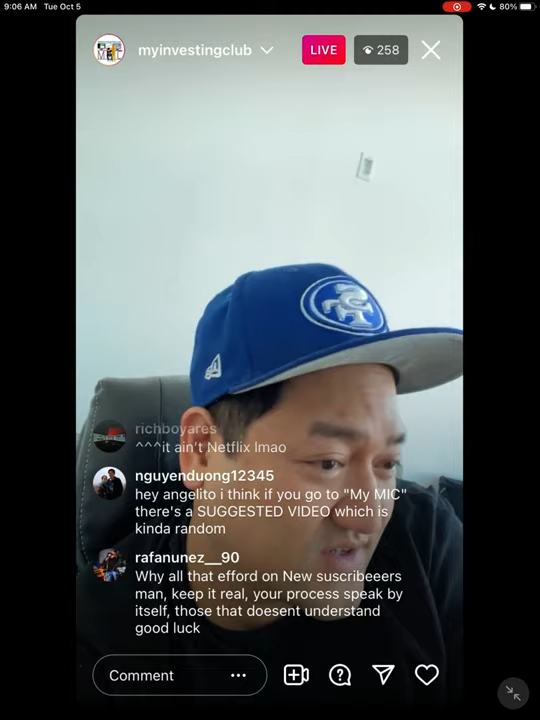 9:06 AM Tue Oct 5
80%
myinvestingclub
LIVE
258
richboyares
^^^it ain't Netflix lmao
nguyenduong12345
hey angelito i think if you go to "My MIC"
there's a SUGGESTED VIDEO which is
kinda random
rafanunez__90
Why all that efford on New suscribeeers
man, keep it real, your process speak by
itself, those that doesent understand
good luck
Comment